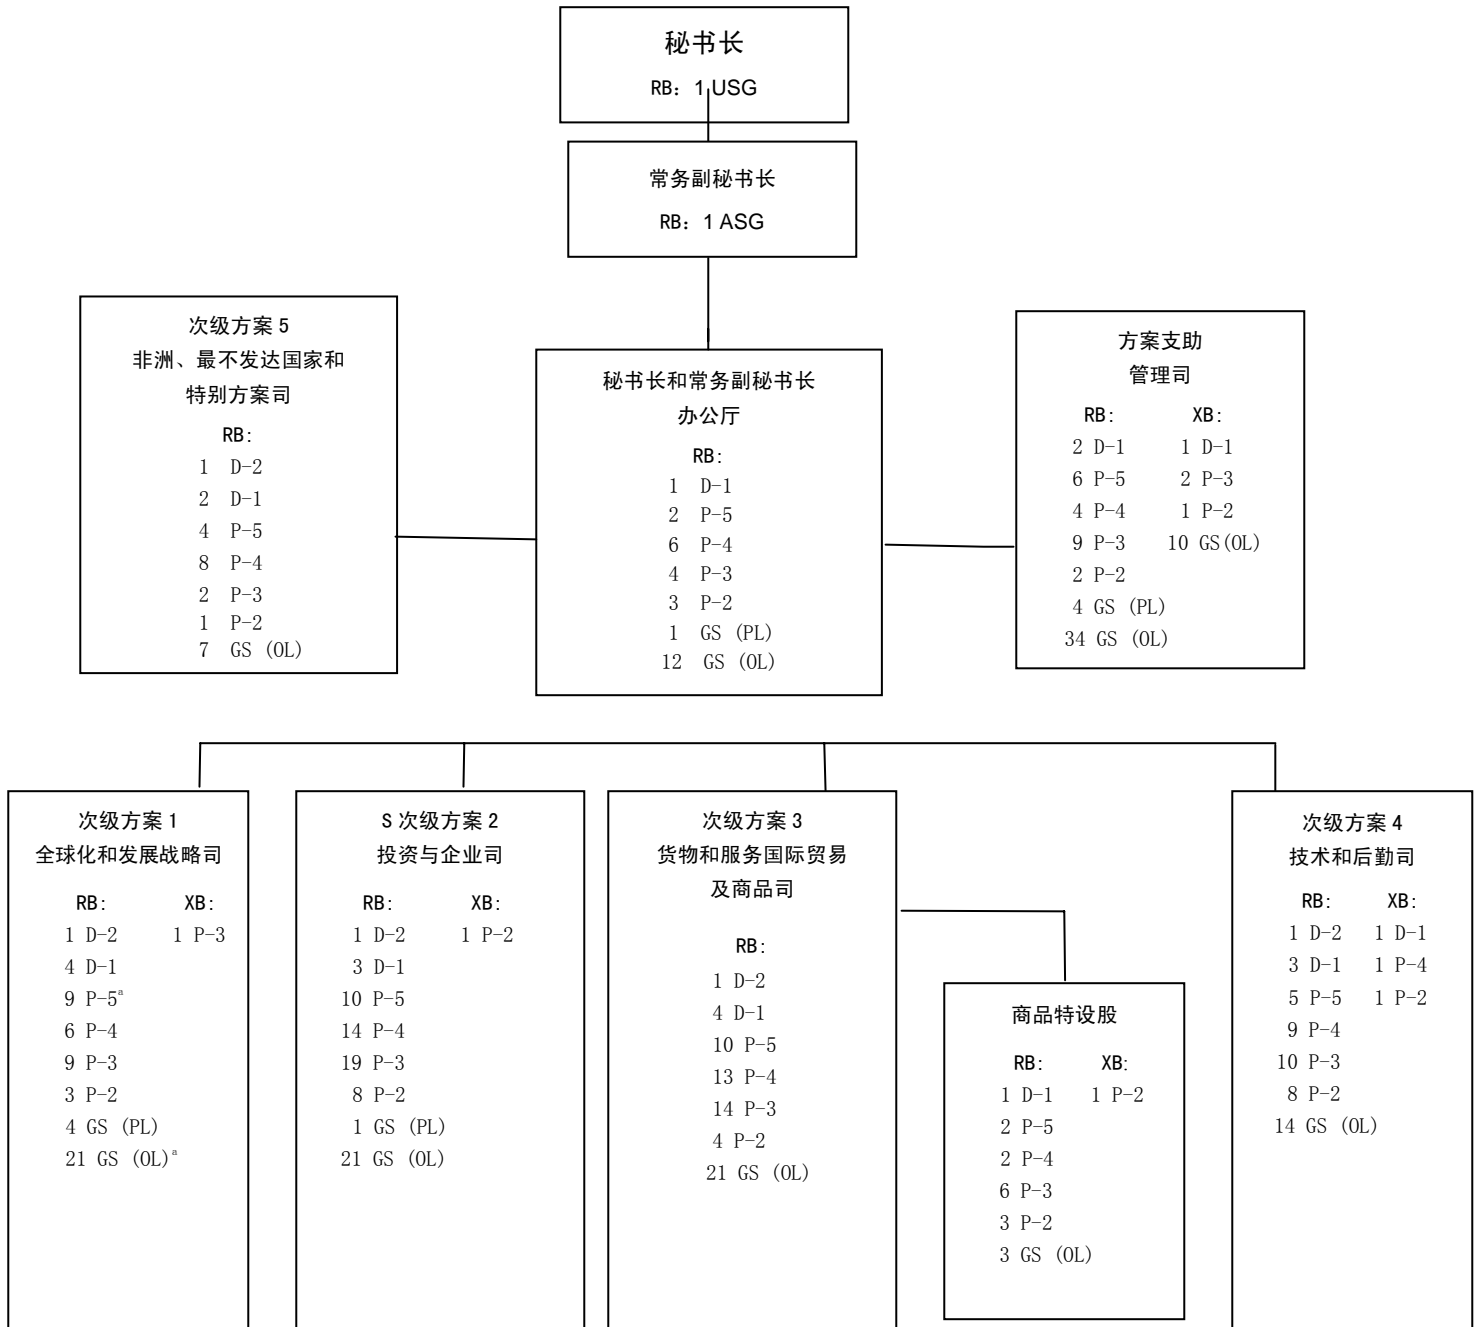 秘书长
RB：1 USG
常务副秘书长
RB：1 ASG
次级方案 5
非洲、最不发达国家和
特别方案司
RB:
1 D-2
2 D-1
4 P-5
8 P-4
2 P-3
1 P-2
7 GS (OL)
秘书长和常务副秘书长
办公厅
RB:
1 D-1
2 P-5
6 P-4
4 P-3
3 P-2
1 GS (PL)
12 GS (OL)
方案支助
管理司
RB: XB:
2 D-1 1 D-1
6 P-5 2 P-3
4 P-4 1 P-2
9 P-3 10 GS(OL)
2 P-2
4 GS (PL)
34 GS (OL)
次级方案 1
全球化和发展战略司
RB: XB:
1 D-2 1 P-3
4 D-1
9 P-5ª
6 P-4
9 P-3
3 P-2
4 GS (PL)
21 GS (OL)ª
S 次级方案 2
投资与企业司
RB: XB:
1 D-2 1 P-2
3 D-1
10 P-5
14 P-4
19 P-3
8 P-2
1 GS (PL)
21 GS (OL)
次级方案 3
货物和服务国际贸易
及商品司
RB:
1 D-2
4 D-1
10 P-5
13 P-4
14 P-3
4 P-2
21 GS (OL)
商品特设股
RB: XB:
1 D-1 1 P-2
2 P-5
2 P-4
6 P-3
3 P-2
3 GS (OL)
次级方案 4
技术和后勤司
RB: XB:
1 D-2 1 D-1
3 D-1 1 P-4
5 P-5 1 P-2
9 P-4
10 P-3
8 P-2
14 GS (OL)